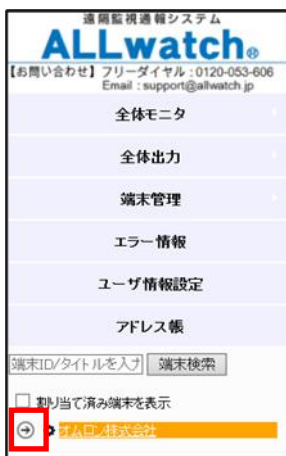 遠隔監視通報システム
ALLwatch®
【お問い合わせ】フリーダイヤル：0120-053-606
Email：support@allwatch.jp
全体モニタ
全体出力
端末管理
エラー情報
ユーザ情報設定
アドレス帳
端末ID/タイトルを入力 端末検索
割り当て済み端末を表示
オムロン株式会社